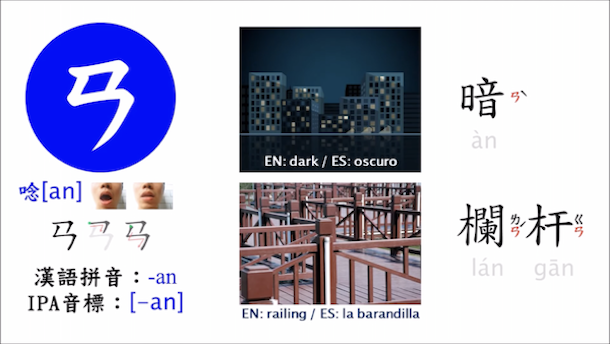 ㄢ
唸[an]
ㄢㄢㄢ
漢語拼音：-an
IPA音標：[-an]
EN: dark / ES: oscuro
EN: railing / ES: la barandilla
暗 ㄢˋ
àn
欄 ㄌㄢˊ 杆 ㄍㄢ
lán gān